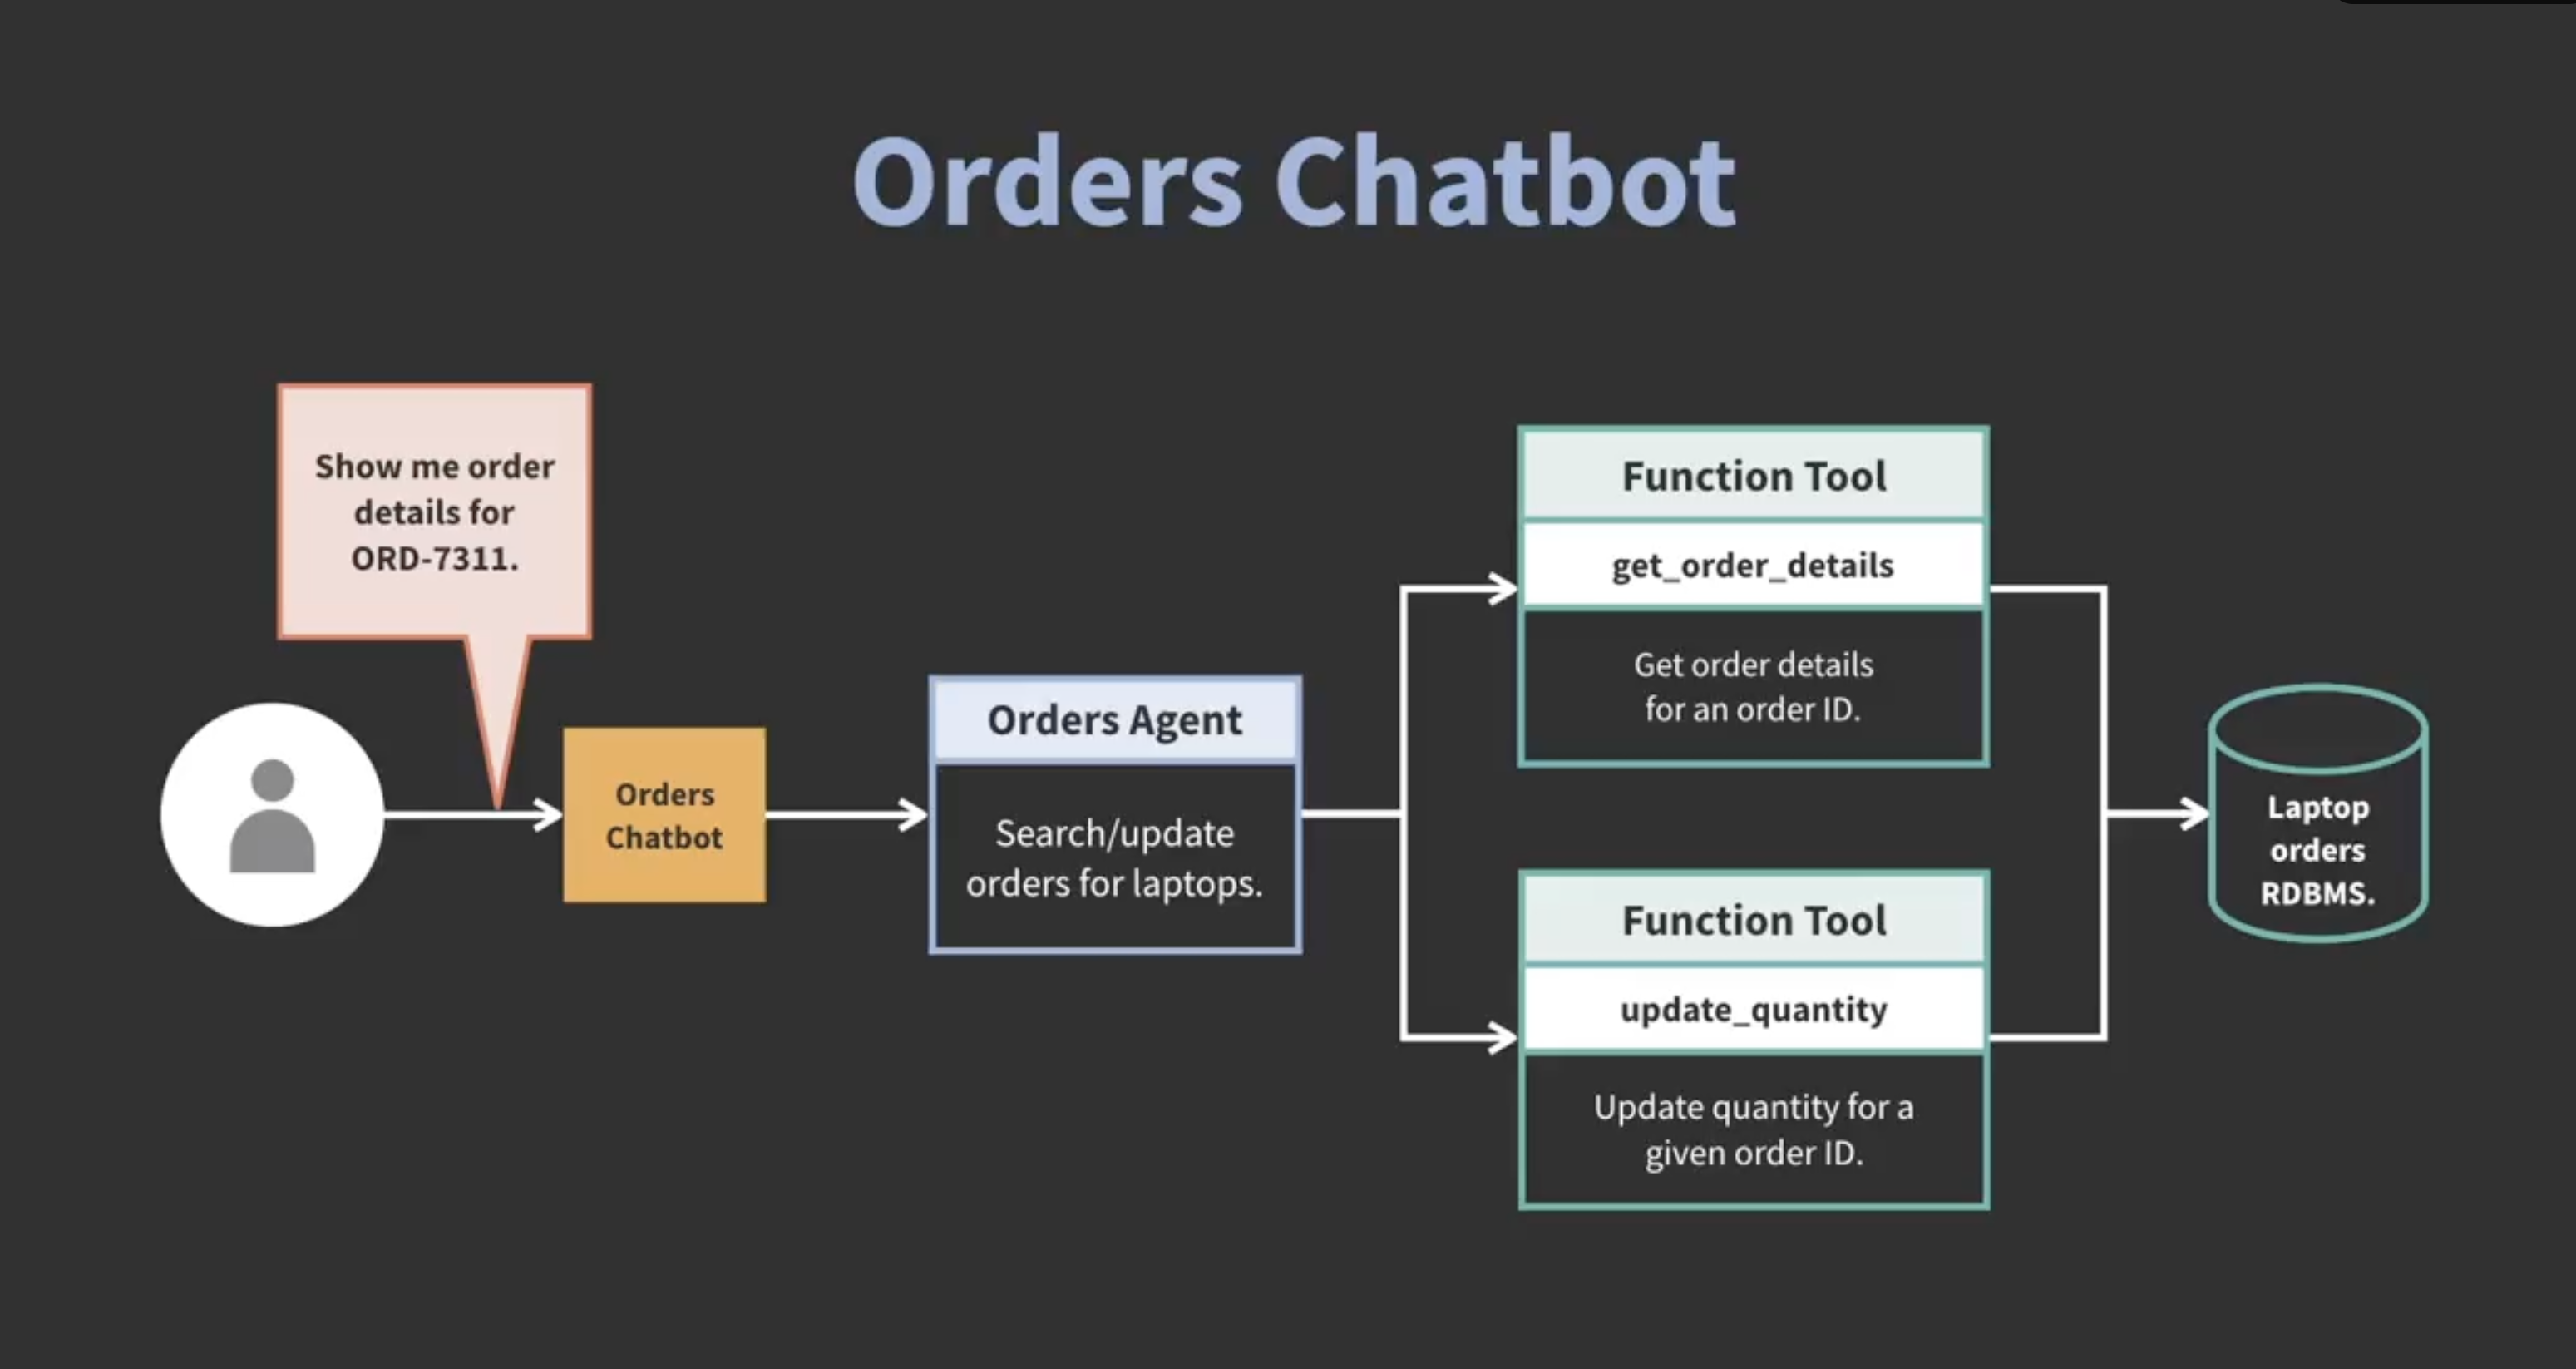 Orders Chatbot
Show me order
details for
ORD-7311.
Orders
Chatbot
Orders Agent
Search/update
orders for laptops.
Function Tool
get_order_details
Get order details
for an order ID.
Function Tool
update_quantity
Update quantity for a
given order ID.
Laptop
orders
RDBMS.